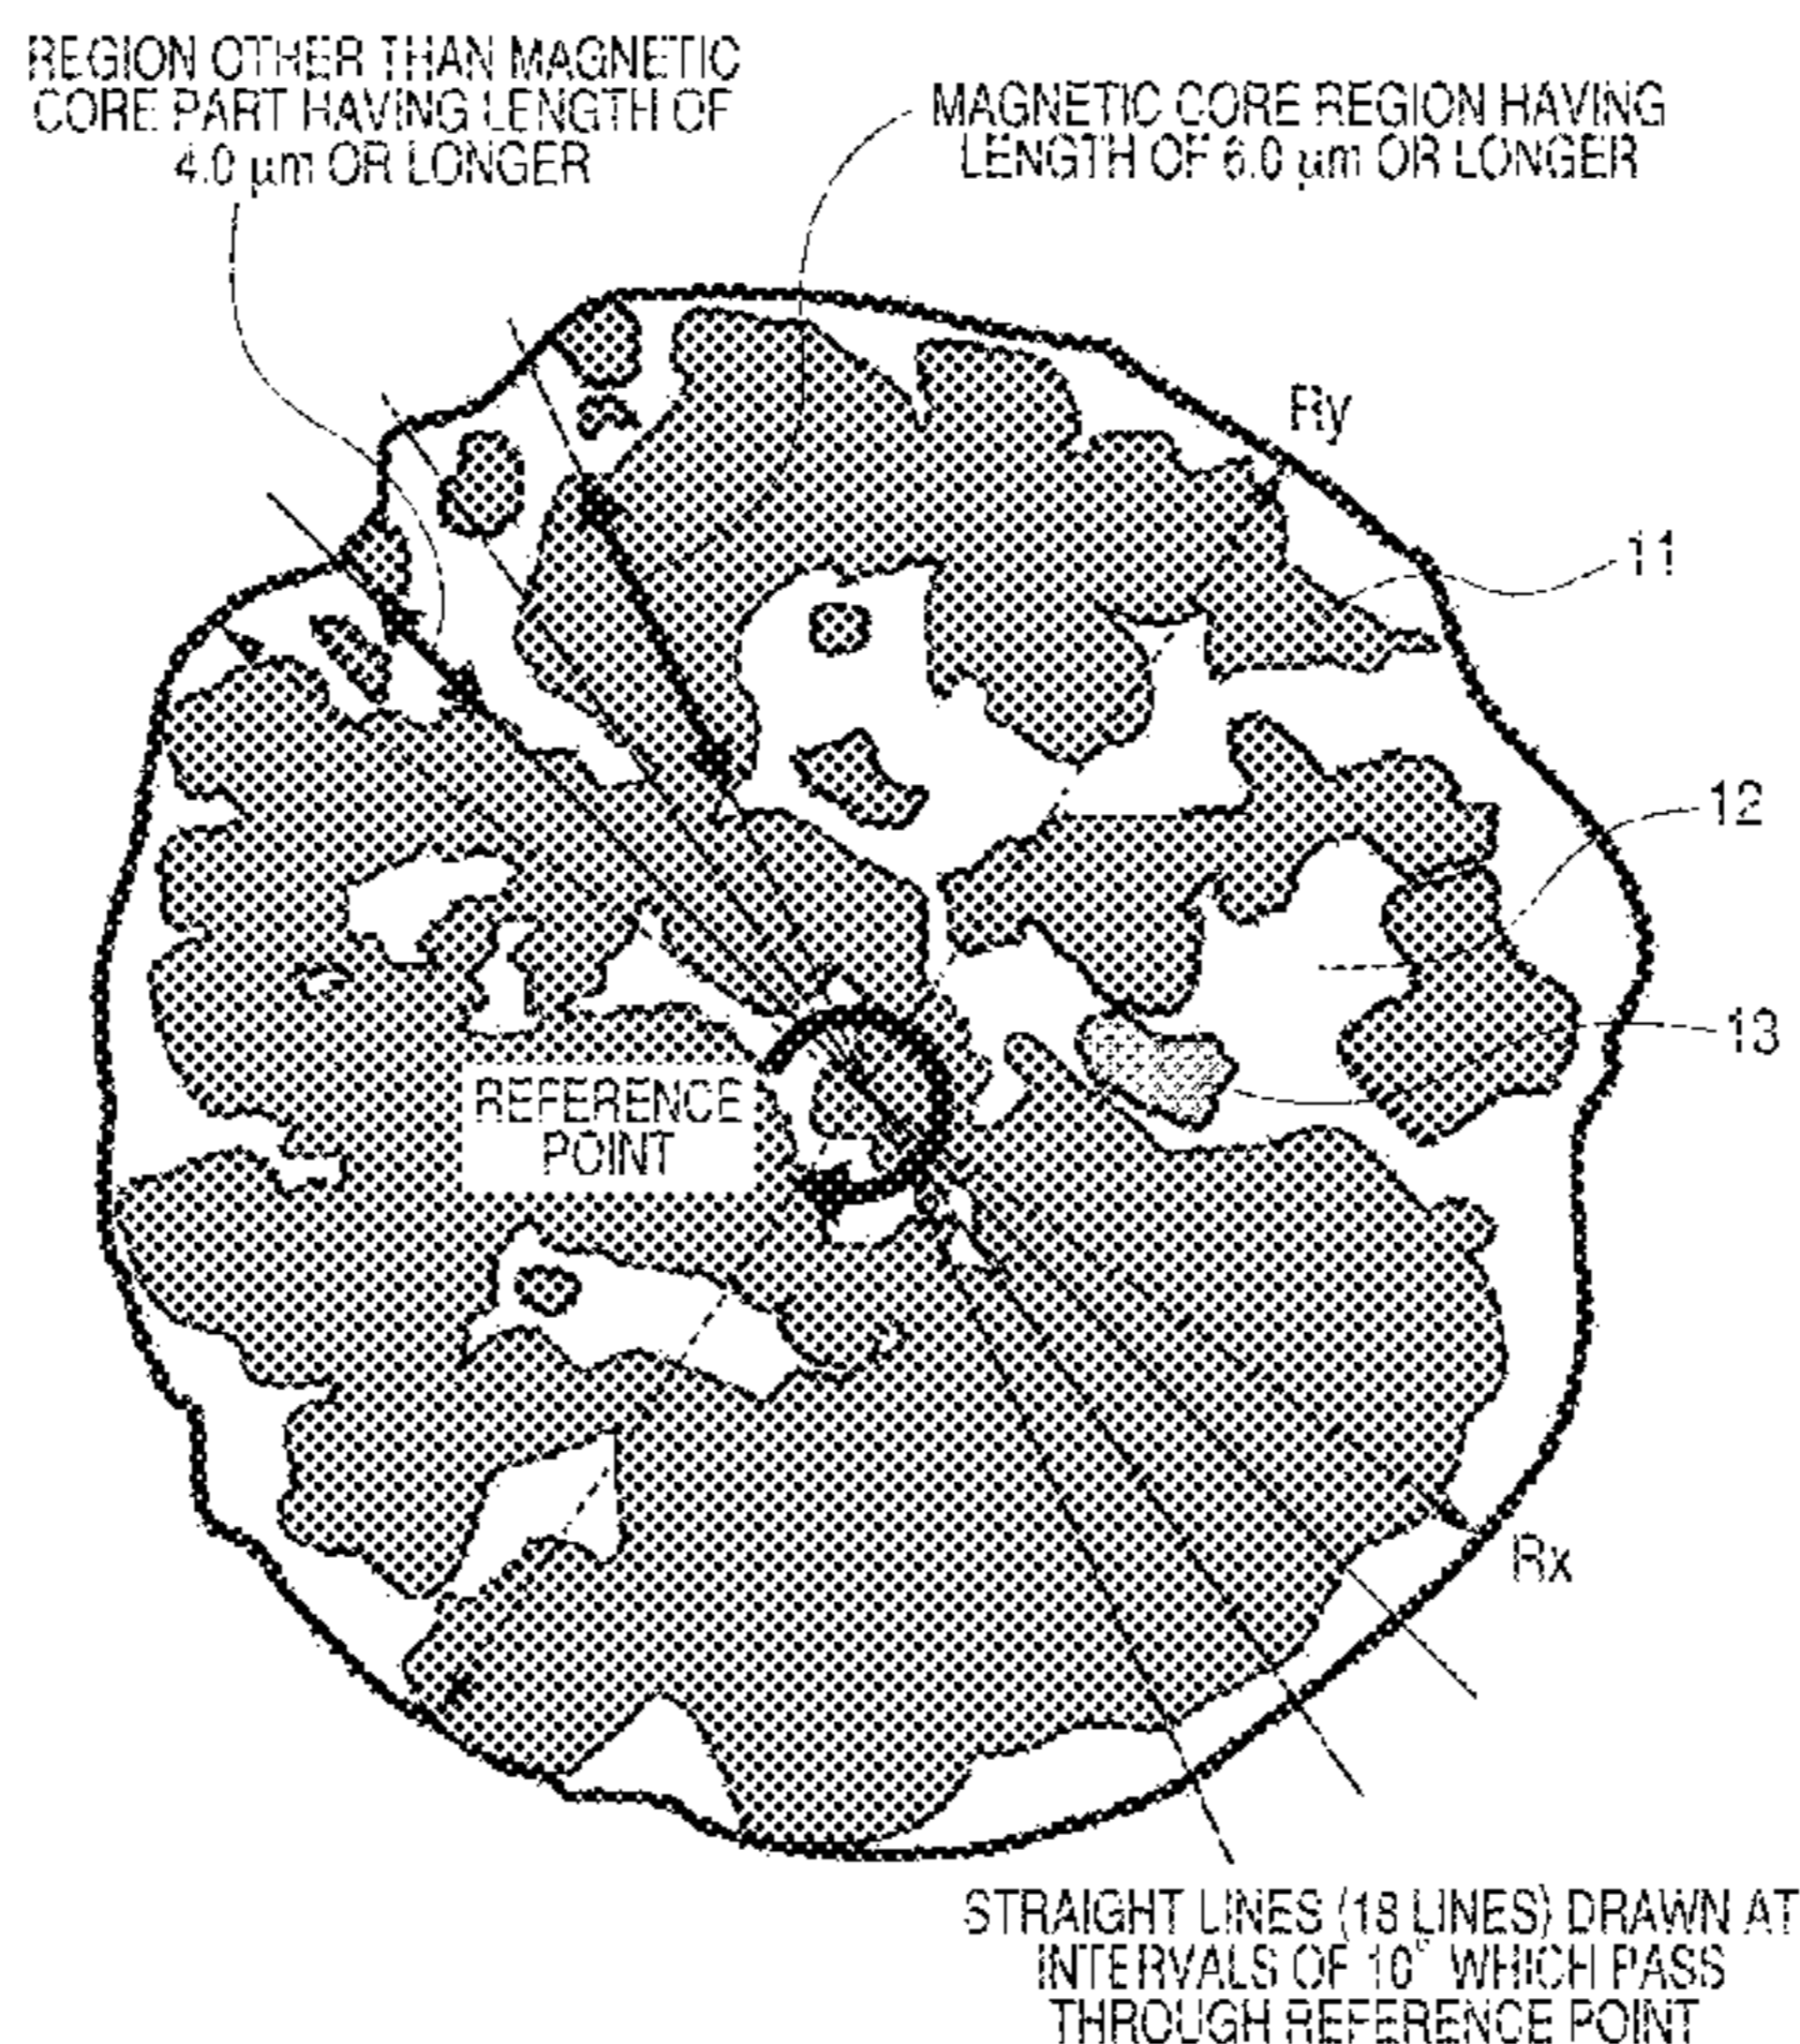 REGION OTHER THAN MAGNETIC
CORE PART HAVING LENGTH OF
4.0 µm OR LONGER
MAGNETIC CORE REGION HAVING
LENGTH OF 6.0 µm OR LONGER
Ry
11
12
13
REFERENCE
POINT
Rx
STRAIGHT LINES (18 LINES) DRAWN AT
INTERVALS OF 10° WHICH PASS
THROUGH REFERENCE POINT